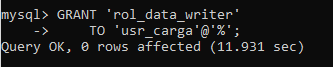 mysql> GRANT 'rol_data_writer'
    ->     TO 'usr_carga'@'%';
Query OK, 0 rows affected (11.931 sec)